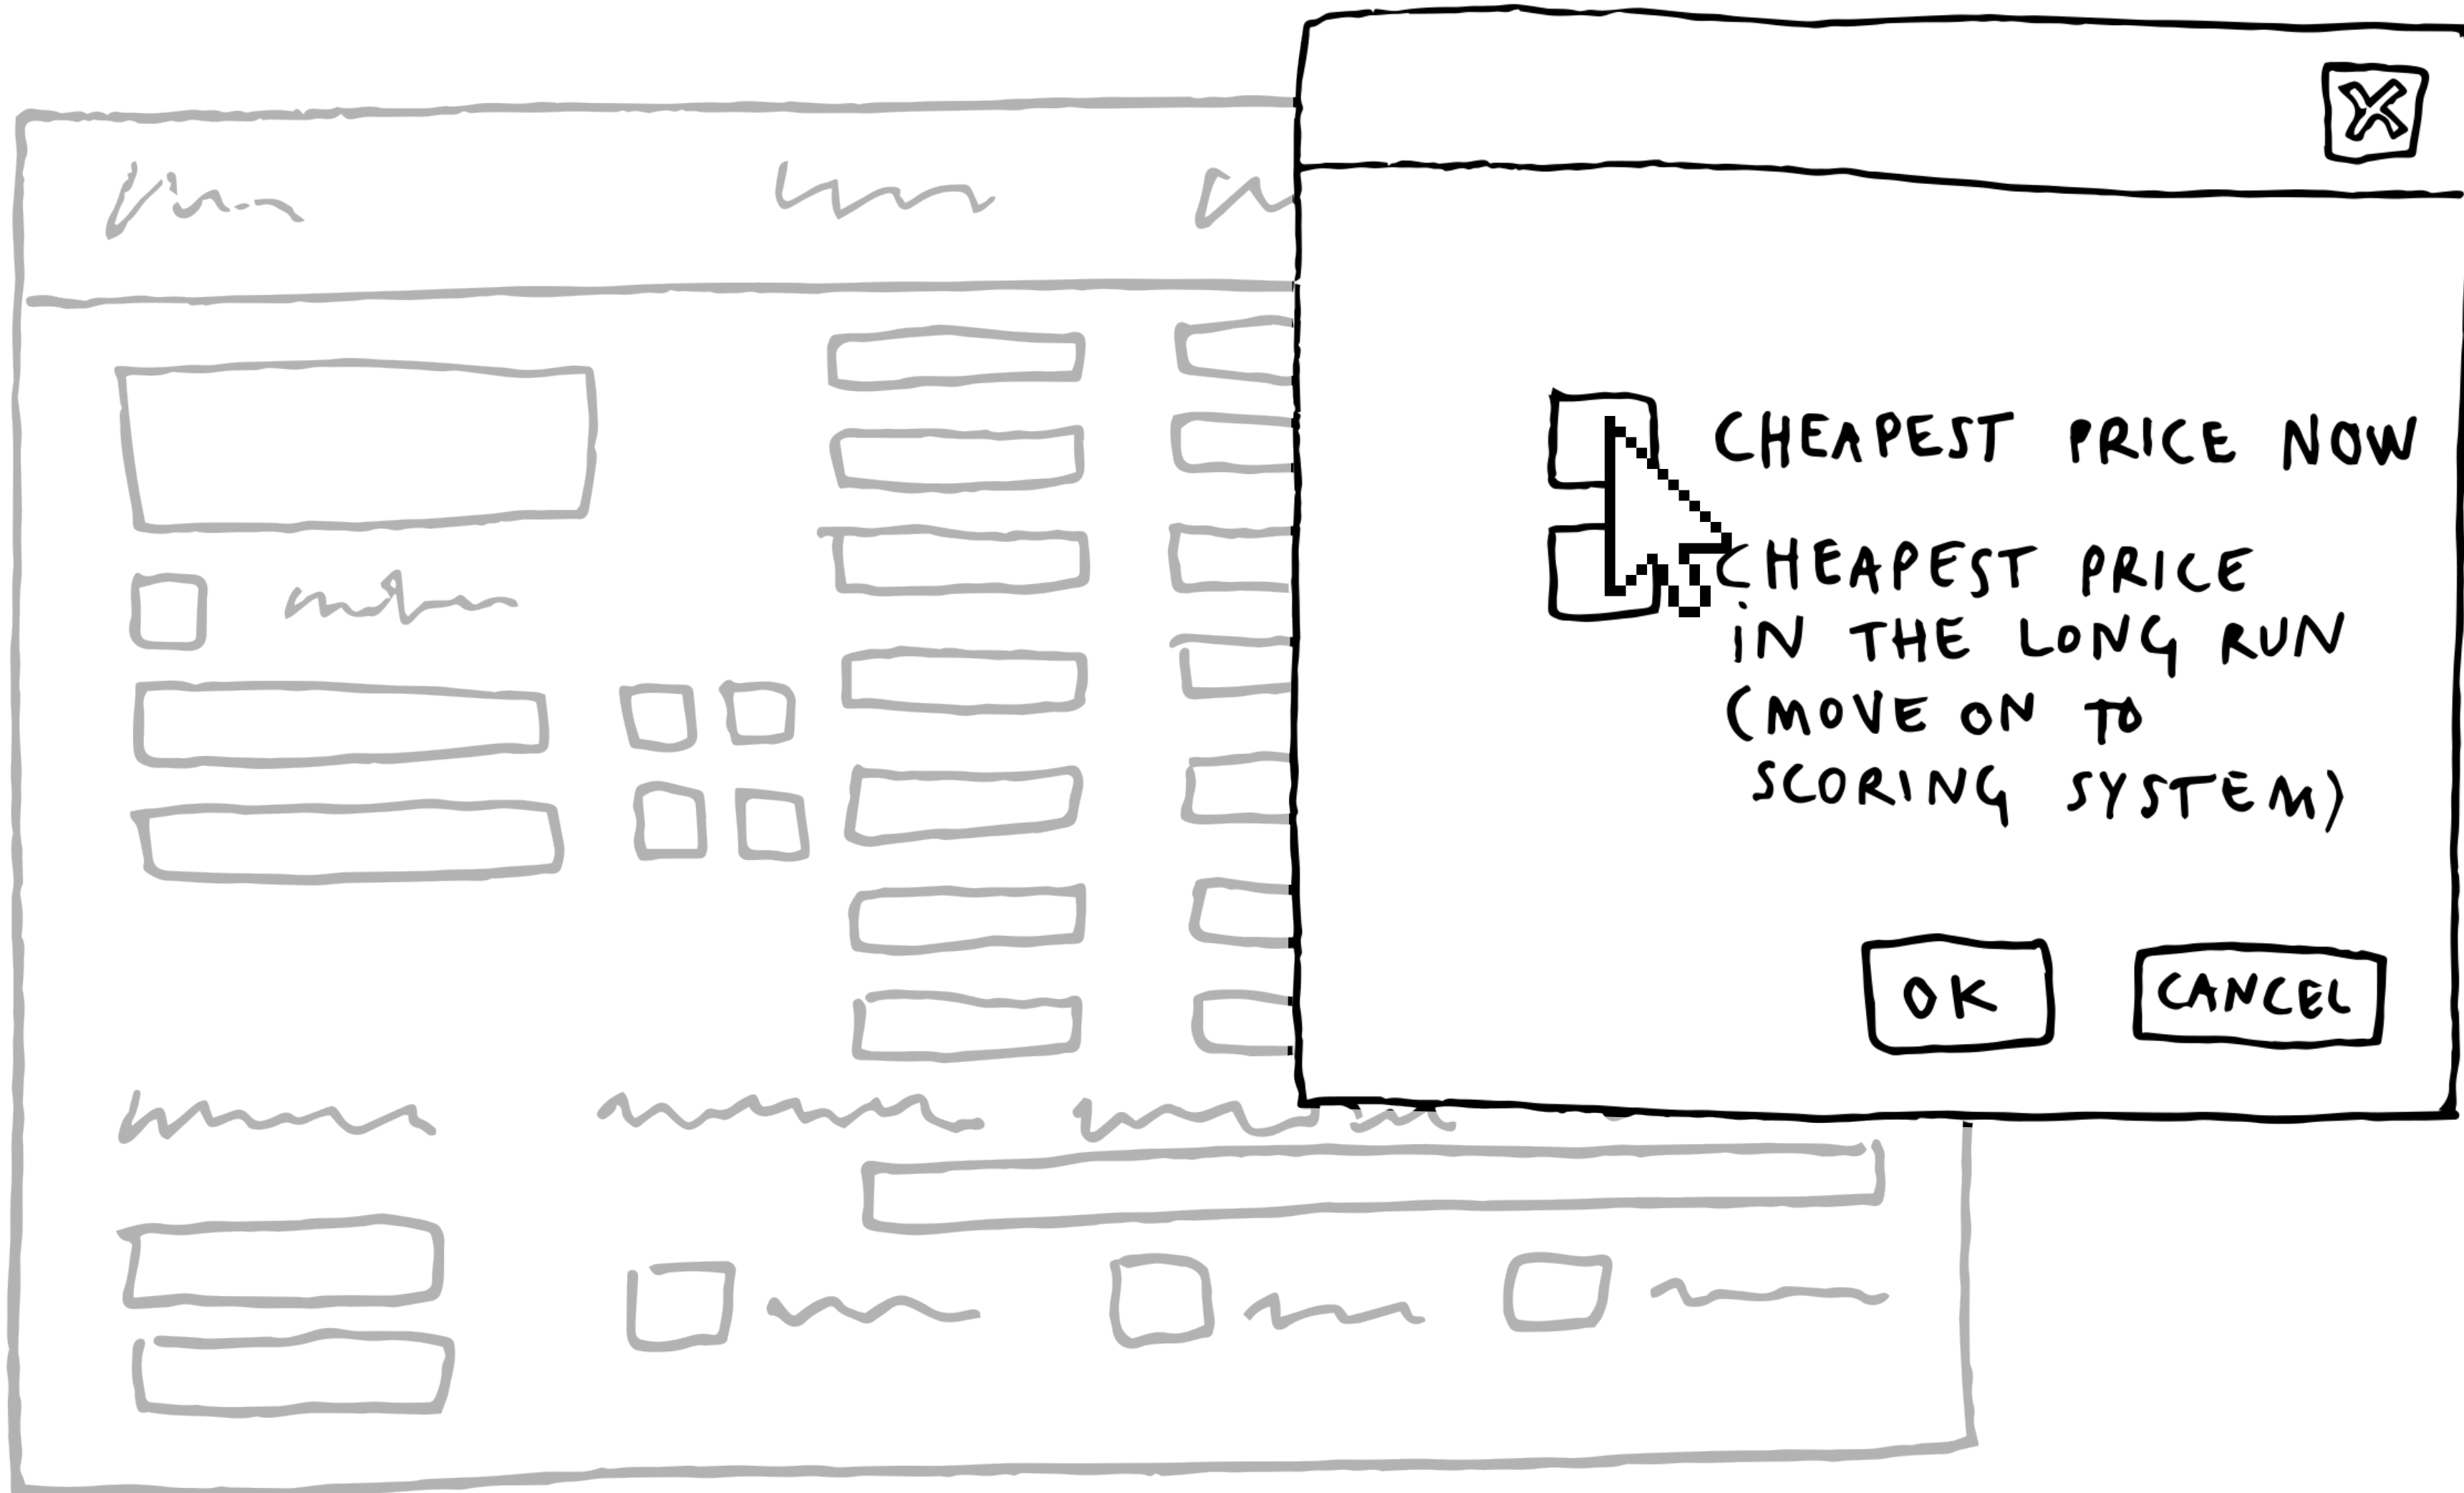 CHEAPEST PRICE NOW
CHEAPEST PRICE
IN THE LONG RUN
(MOVE ON TO
SCORING SYSTEM)
OK
CANCEL